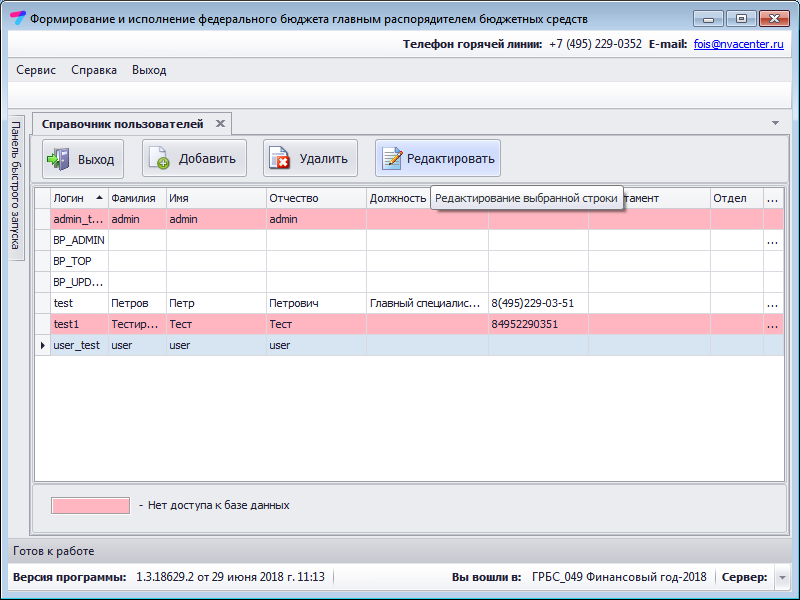 Формирование и исполнение федерального бюджета главным распорядителем бюджетных средств
Телефон горячей линии: +7 (495) 229-0352 E-mail: fois@nvacenter.ru
Сервис Справка Выход
Панель быстрого запуска
Справочник пользователей
Выход Добавить Удалить Редактировать
Логин Фамилия Имя Отчество Должность тамент Отдел ...
Редактирование выбранной строки
admin_t... admin admin admin
BP_ADMIN ...
BP_TOP
BP_UPD...
test Петров Петр Петрович Главный специалис... 8(495)229-03-51 ...
test1 Тестир... Тест Тест 84952290351 ...
user_test user user user
- Нет доступа к базе данных
Готов к работе
Версия программы: 1.3.18629.2 от 29 июня 2018 г. 11:13 Вы вошли в: ГРБС_049 Финансовый год-2018 Сервер: